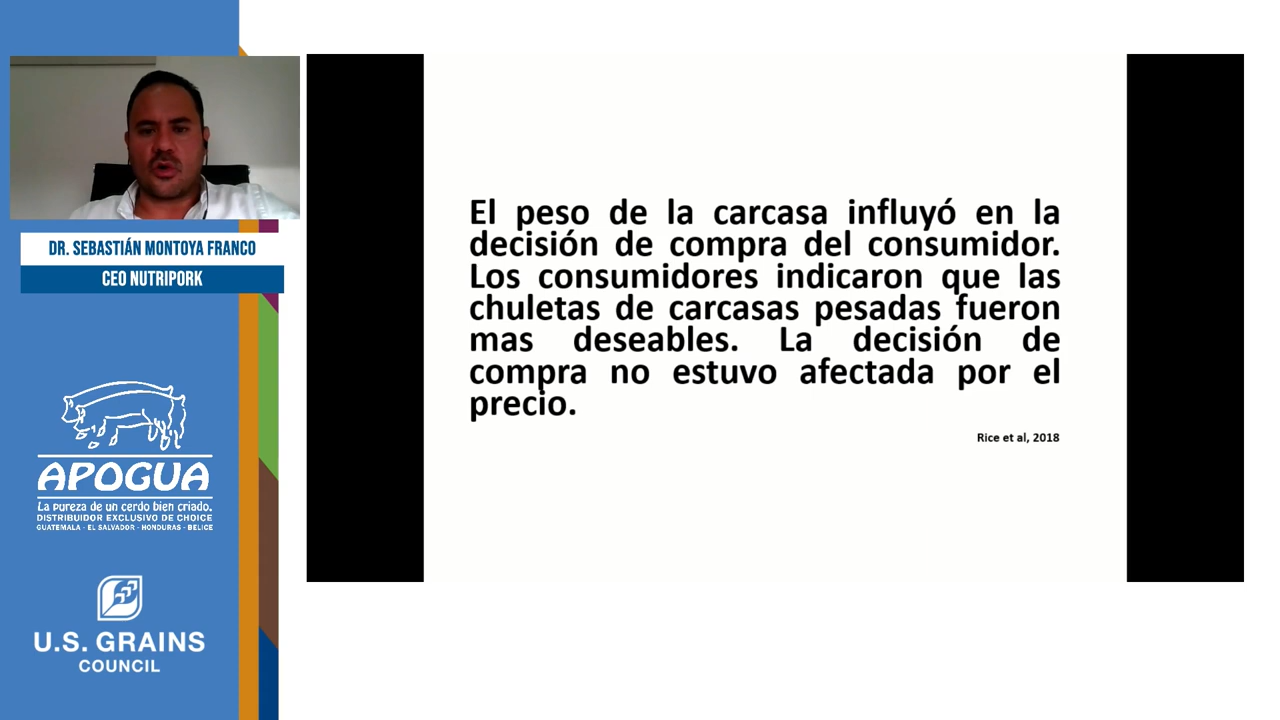 DR. SEBASTIÁN MONTOYA FRANCO
CEO NUTRIPORK
APOGUA
La pureza de un cerdo bien criado.
DISTRIBUIDOR EXCLUSIVO DE CHOICE
GUATEMALA - EL SALVADOR - HONDURAS - BELICE
U.S. GRAINS
COUNCIL
El peso de la carcasa influyó en la
decisión de compra del consumidor.
Los consumidores indicaron que las
chuletas de carcasas pesadas fueron
mas deseables. La decisión de
compra no estuvo afectada por el
precio.
Rice et al, 2018